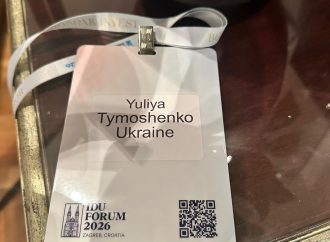 Yuliya
Tymoshenko
Ukraine
IDU
FORUM
2026
ZAGREB, CROATIA